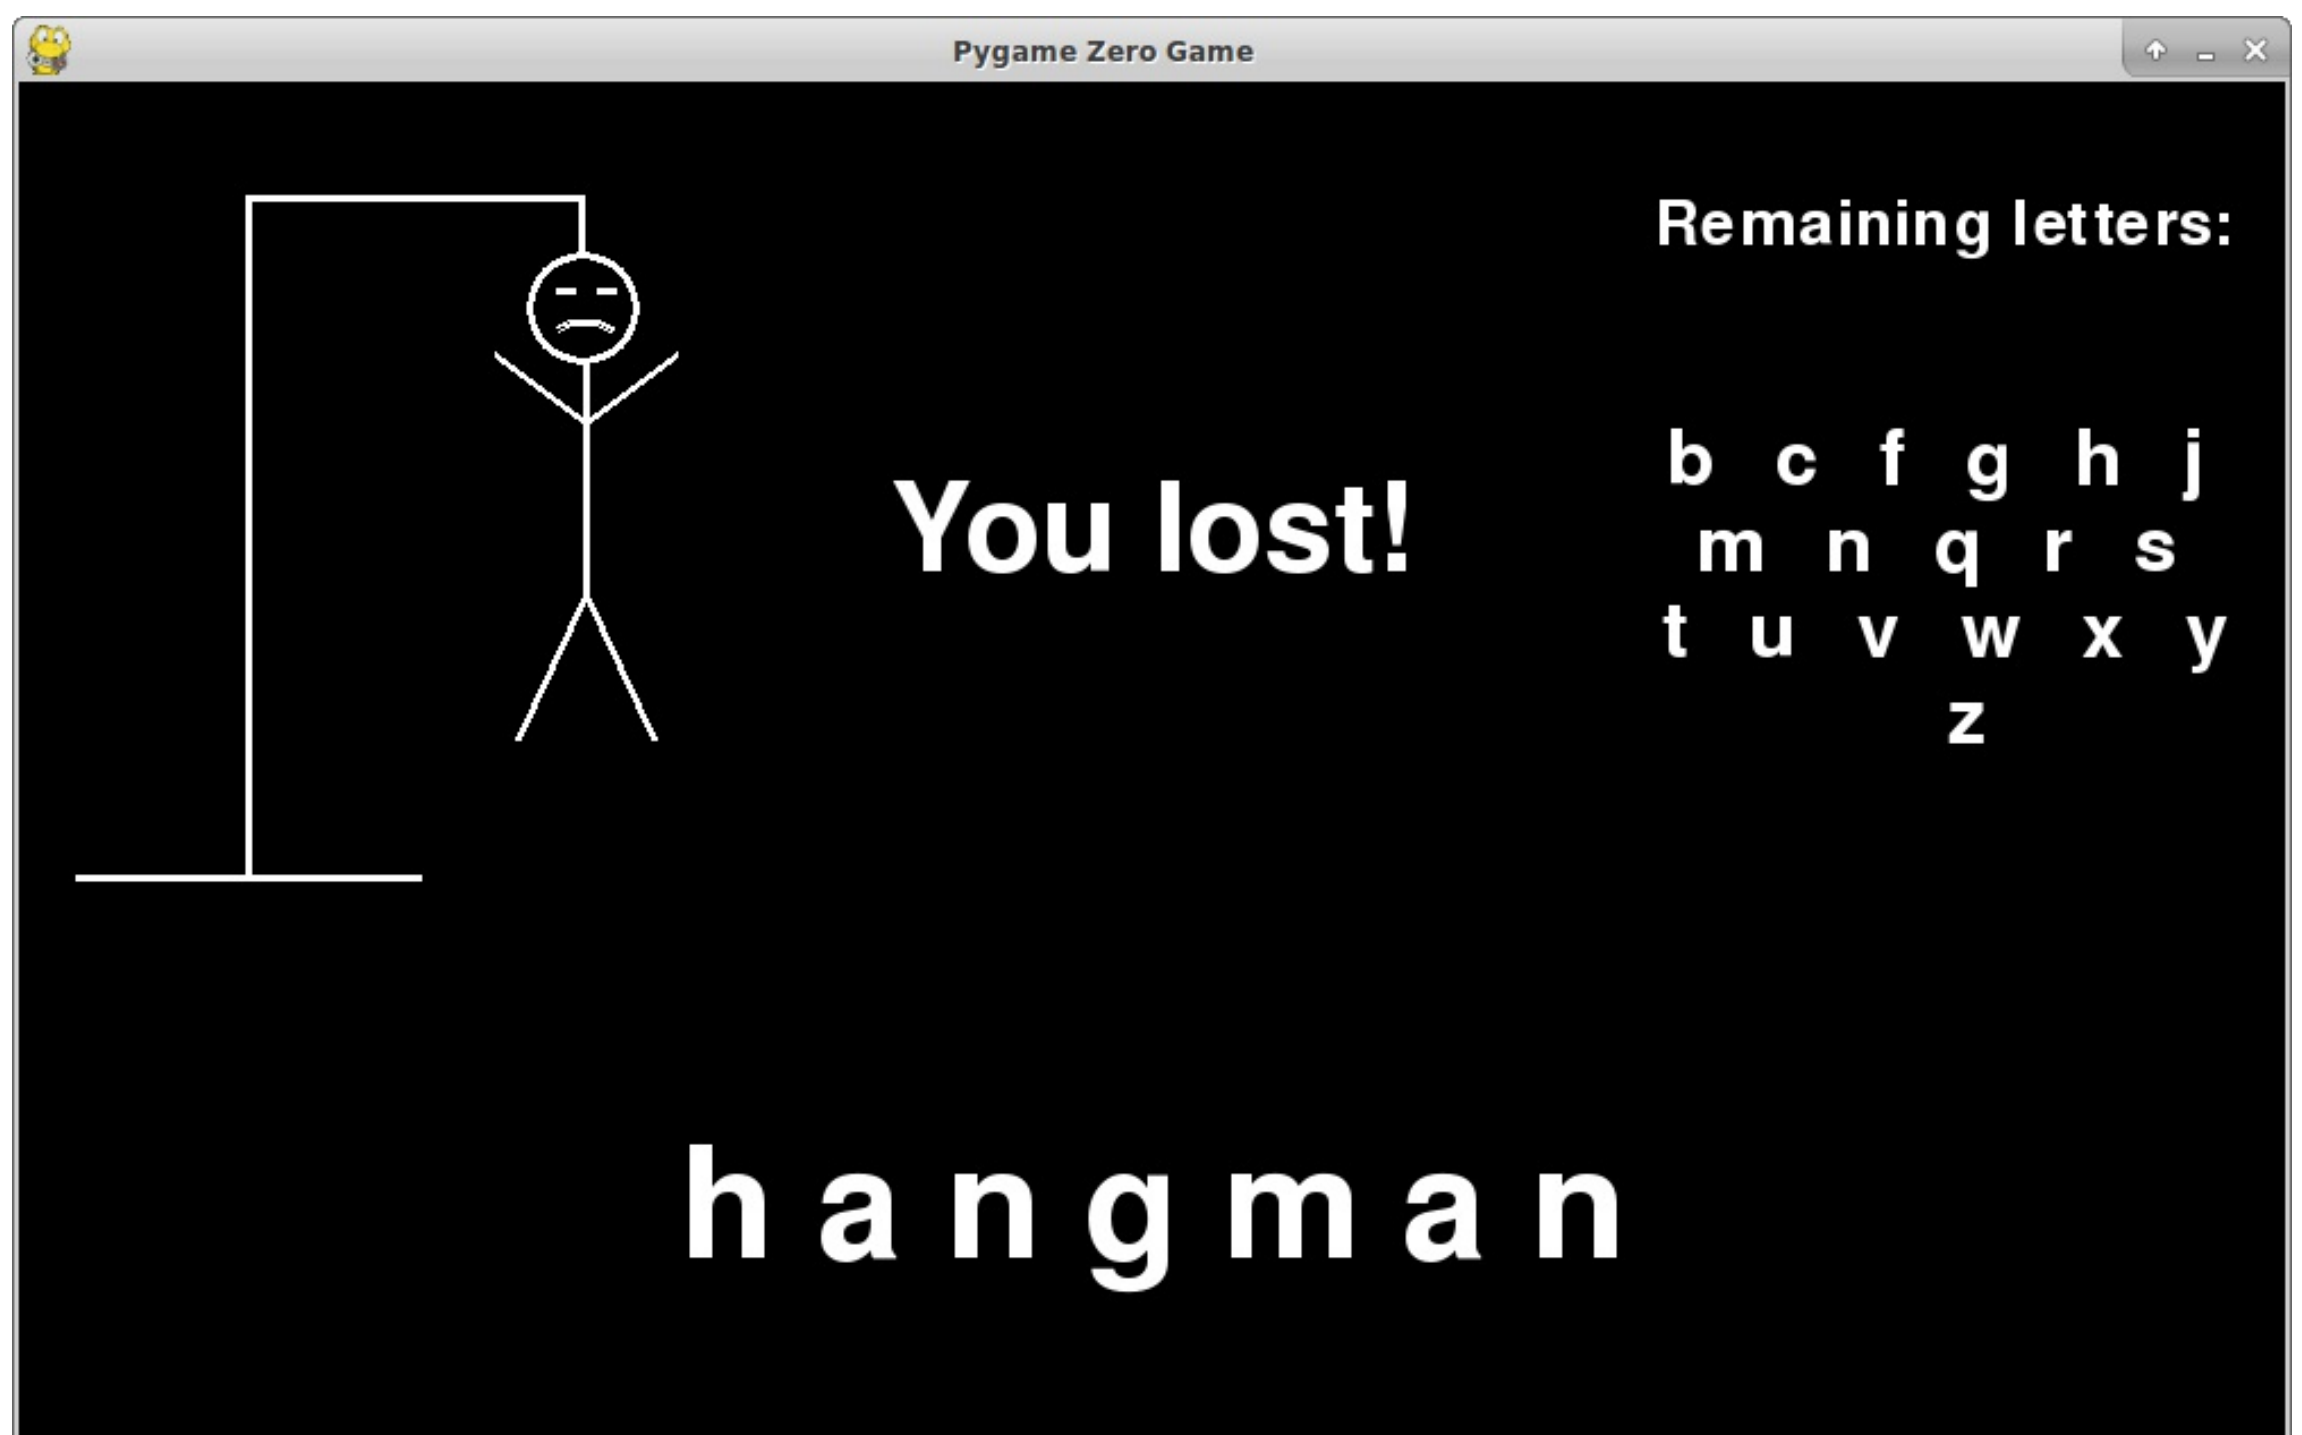 Pygame Zero Game
Remaining letters:
b c f g h j
m n q r s
t u v w x y
z
You lost!
h a n g m a n